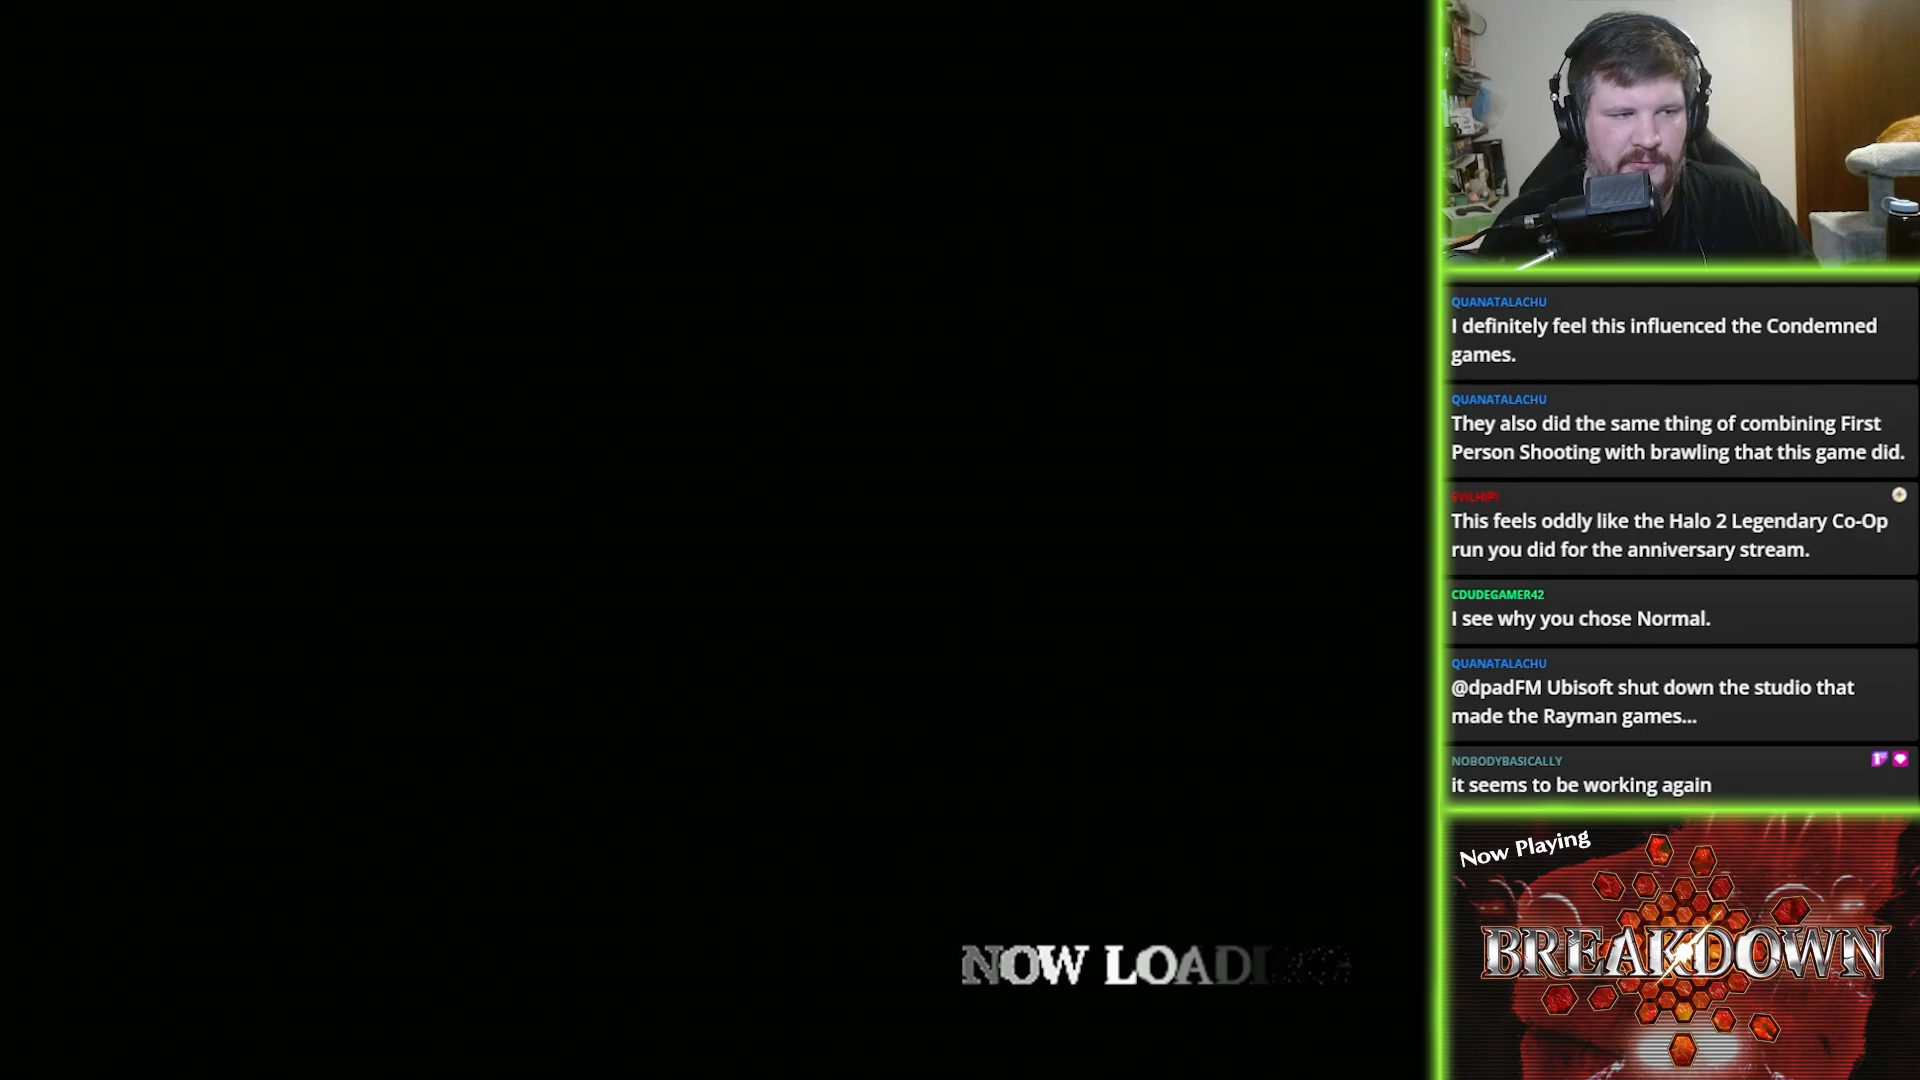 QUANATALACHU
I definitely feel this influenced the Condemned
games.
QUANATALACHU
They also did the same thing of combining First
Person Shooting with brawling that this game did.
EVILHIPI
This feels oddly like the Halo 2 Legendary Co-Op
run you did for the anniversary stream.
CDUDEGAMER42
I see why you chose Normal.
QUANATALACHU
@dpadFM Ubisoft shut down the studio that
made the Rayman games...
NOBODYBASICALLY
it seems to be working again
Now Playing
BREAKDOWN
NOW LOADING